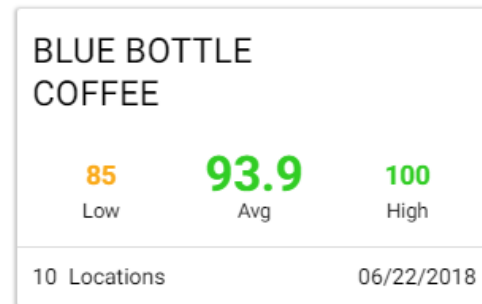 BLUE BOTTLE
COFFEE
85 93.9 100
Low Avg High
10 Locations 06/22/2018